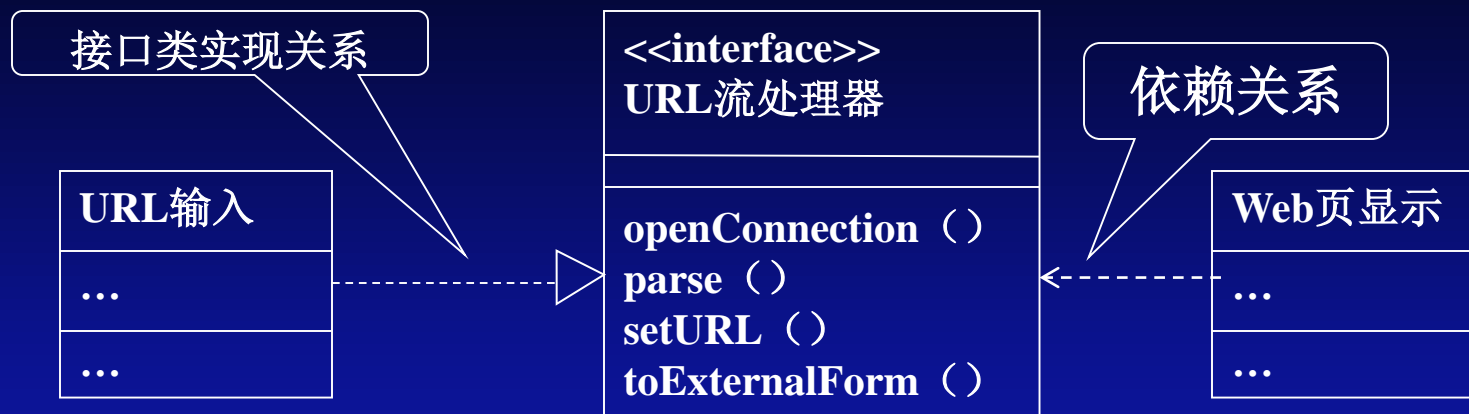 接口类实现关系
<<interface>>
URL流处理器
依赖关系
URL输入
…
…
openConnection（）
parse（）
setURL（）
toExternalForm（）
Web页显示
…
…